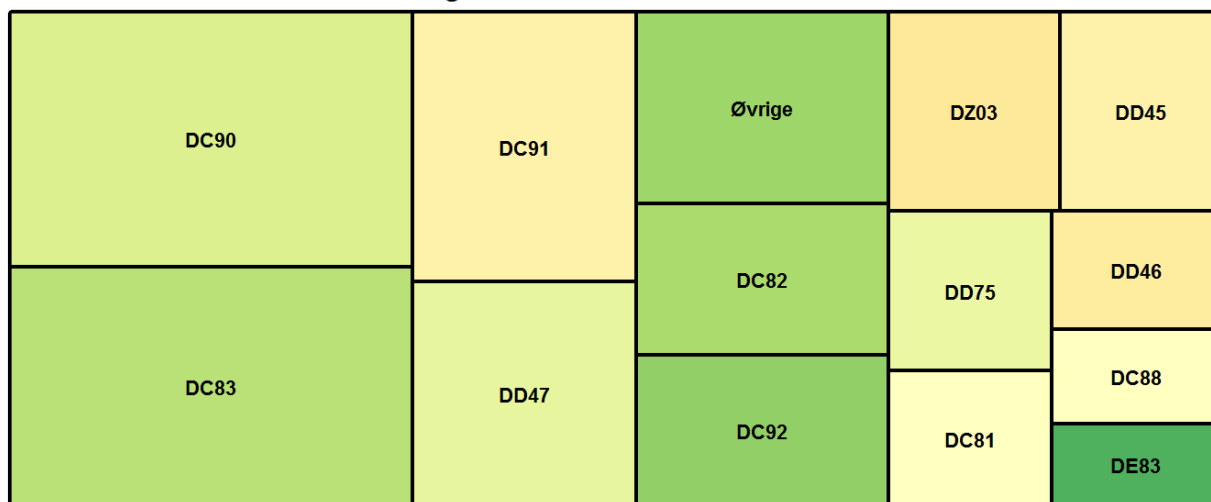 DC90
DC91
Øvrige
DZ03
DD45
DC82
DD75
DD46
DC83
DD47
DC88
DC92
DC81
DE83